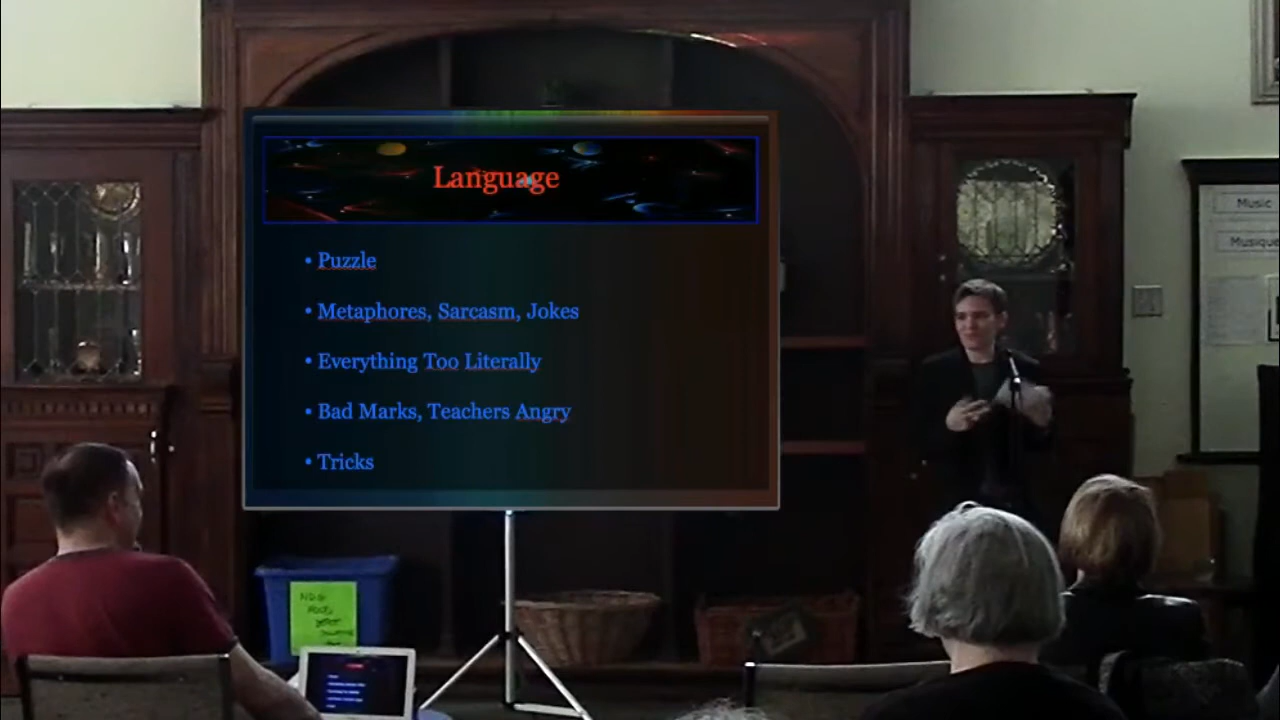 Language
• Puzzle
• Metaphores, Sarcasm, Jokes
• Everything Too Literally
• Bad Marks, Teachers Angry
• Tricks
Music
Musique